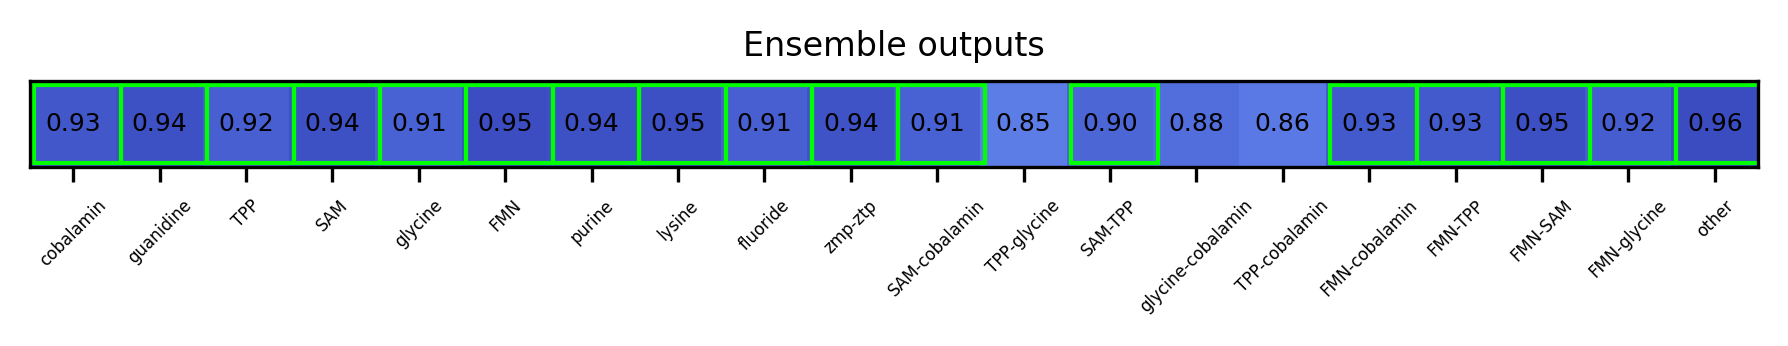 Ensemble outputs
0.93 0.94 0.92 0.94 0.91 0.95 0.94 0.95 0.91 0.94 0.91 0.85 0.90 0.88 0.86 0.93 0.93 0.95 0.92 0.96
cobalamin guanidine TPP SAM glycine FMN purine lysine fluoride zmp-ztp SAM-cobalamin TPP-glycine SAM-TPP glycine-cobalamin TPP-cobalamin FMN-cobalamin FMN-TPP FMN-SAM FMN-glycine other